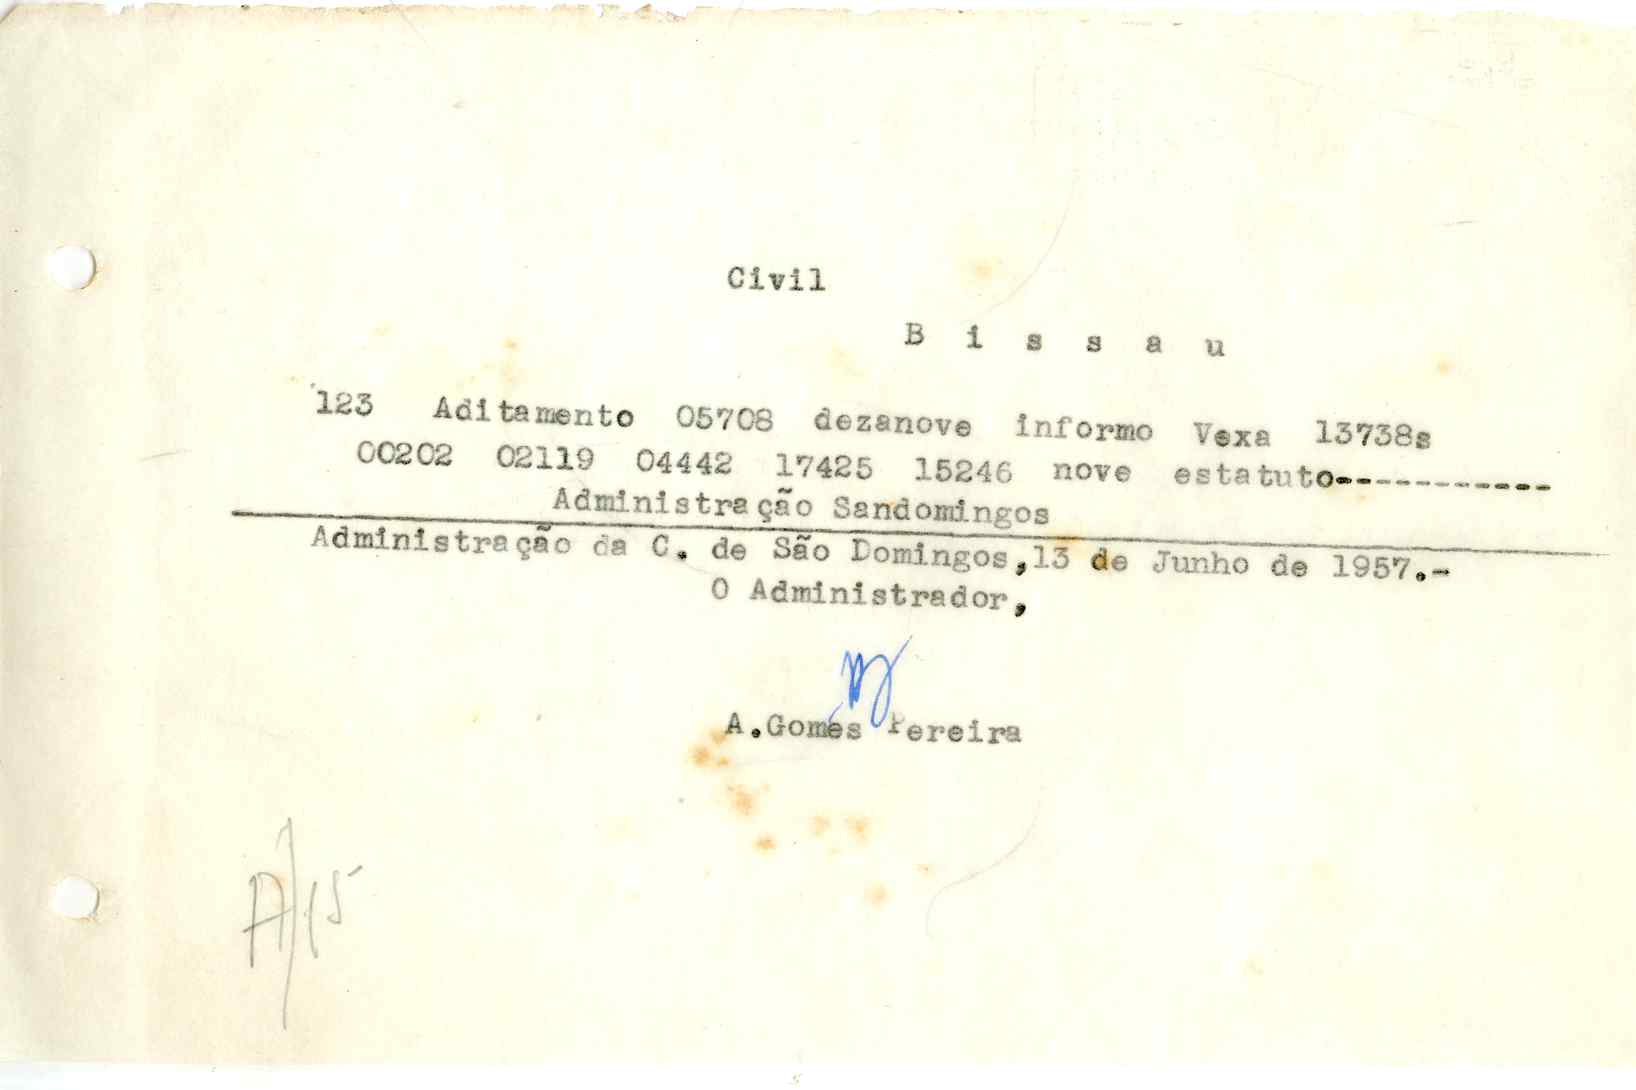 Civil
B i s s a u
123 Aditamento 05708 dezanove informo Vexa 13738s
00202 02119 04442 17425 15246 nove estatuto-----------
Administração Sandomingos
Administração da C. de São Domingos,13 de Junho de 1957.-
O Administrador,
A.Gomes Pereira
A/15